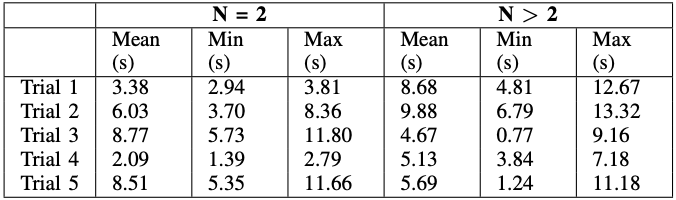 N = 2 N > 2
Mean Min Max Mean Min Max
(s) (s) (s) (s) (s) (s)
Trial 1 3.38 2.94 3.81 8.68 4.81 12.67
Trial 2 6.03 3.70 8.36 9.88 6.79 13.32
Trial 3 8.77 5.73 11.80 4.67 0.77 9.16
Trial 4 2.09 1.39 2.79 5.13 3.84 7.18
Trial 5 8.51 5.35 11.66 5.69 1.24 11.18